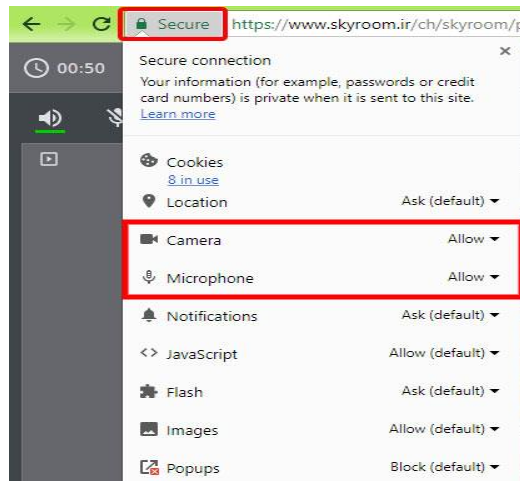 Secure https://www.skyroom.ir/ch/skyroom/
00:50
Secure connection
Your information (for example, passwords or credit
card numbers) is private when it is sent to this site.
Learn more
Cookies
8 in use
Location Ask (default)
Camera Allow
Microphone Allow
Notifications Ask (default)
<> JavaScript Allow (default)
Flash Ask (default)
Images Allow (default)
Popups Block (default)